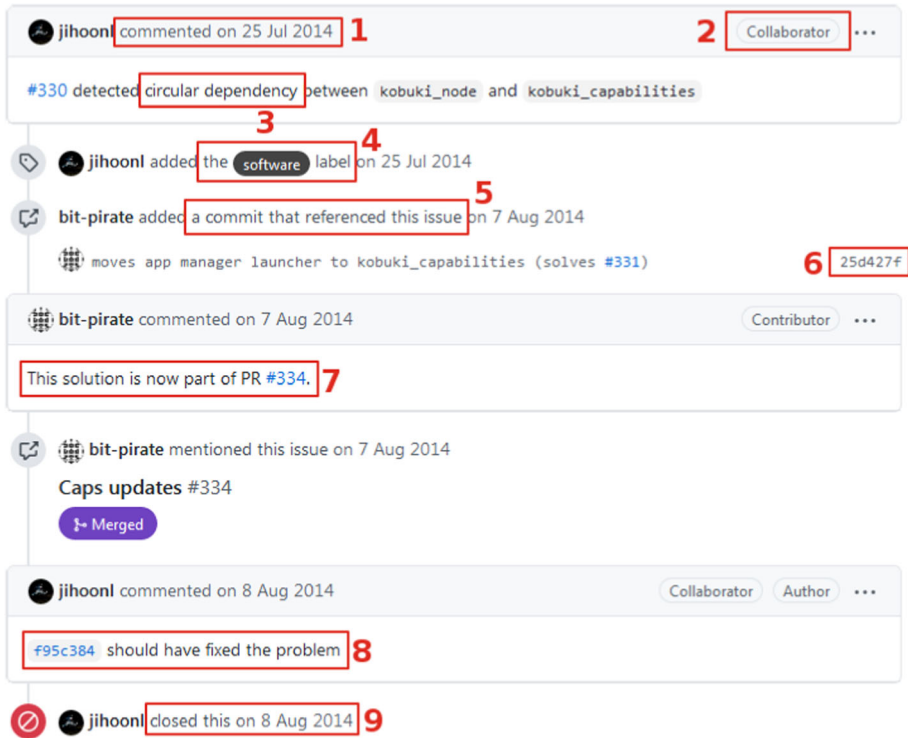 jihoonl commented on 25 Jul 2014 1 2 Collaborator ...
#330 detected circular dependency between kobuki_node and kobuki_capabilities
3
4
jihoonl added the software label on 25 Jul 2014
5
bit-pirate added a commit that referenced this issue on 7 Aug 2014
moves app manager launcher to kobuki_capabilities (solves #331) 6 25d427f
bit-pirate commented on 7 Aug 2014 Contributor ...
This solution is now part of PR #334. 7
bit-pirate mentioned this issue on 7 Aug 2014
Caps updates #334
Merged
jihoonl commented on 8 Aug 2014 Collaborator Author ...
f95c384 should have fixed the problem 8
jihoonl closed this on 8 Aug 2014 9